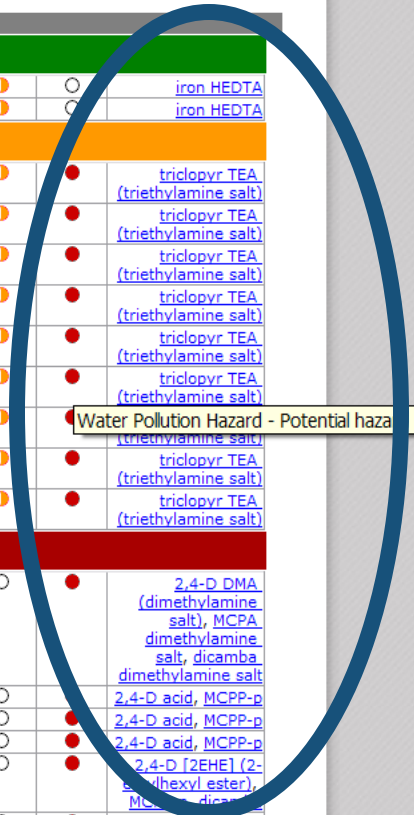 iron HEDTA
iron HEDTA
triclopyr TEA
(triethylamine salt)
triclopyr TEA
(triethylamine salt)
triclopyr TEA
(triethylamine salt)
triclopyr TEA
(triethylamine salt)
triclopyr TEA
(triethylamine salt)
triclopyr TEA
(triethylamine salt)
Water Pollution Hazard - Potential haza
(triethylamine salt)
triclopyr TEA
(triethylamine salt)
triclopyr TEA
(triethylamine salt)
2,4-D DMA
(dimethylamine
salt), MCPA
dimethylamine
salt, dicamba
dimethylamine salt
2,4-D acid, MCPP-p
2,4-D acid, MCPP-p
2,4-D acid, MCPP-p
2,4-D [2EHE] (2-
ester),